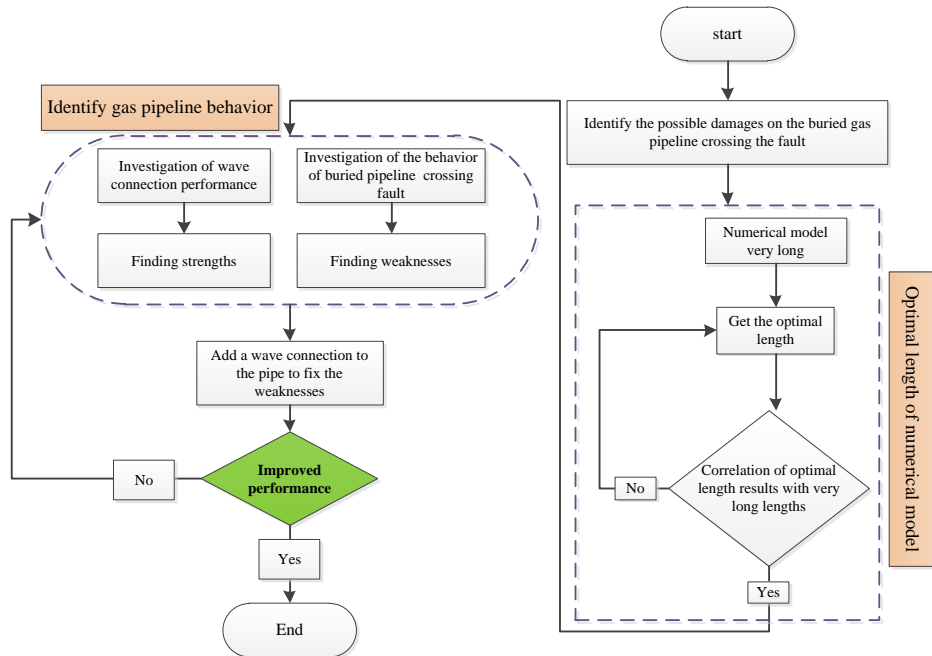 start
Identify the possible damages on the buried gas
pipeline crossing the fault
Numerical model
very long
Get the optimal
length
Correlation of optimal
length results with very
long lengths
No
Yes
Optimal length of numerical model
Identify gas pipeline behavior
Investigation of wave
connection performance
Finding strengths
Investigation of the behavior
of buried pipeline crossing
fault
Finding weaknesses
Add a wave connection to
the pipe to fix the
weaknesses
Improved
performance
No
Yes
End